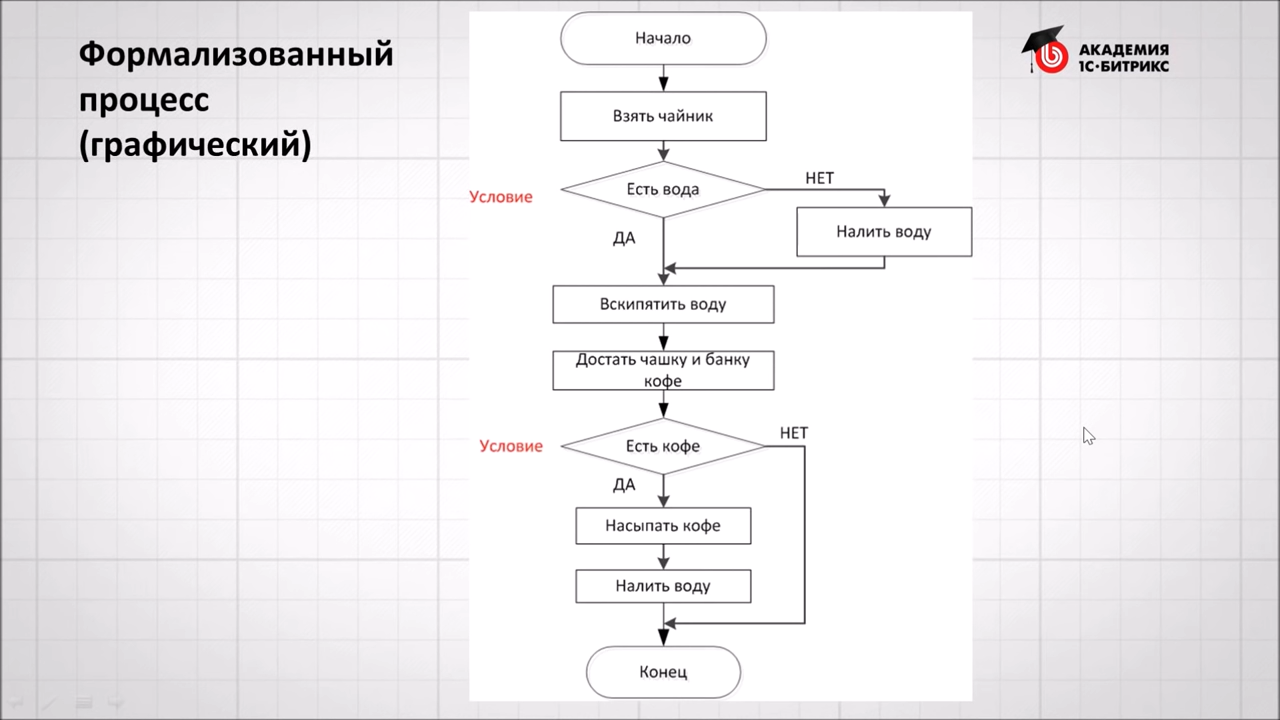 Формализованный
процесс
(графический)
АКАДЕМИЯ
1С·БИТРИКС
Начало
Взять чайник
Условие
Есть вода
НЕТ
Налить воду
ДА
Вскипятить воду
Достать чашку и банку
кофе
Условие
Есть кофе
НЕТ
ДА
Насыпать кофе
Налить воду
Конец